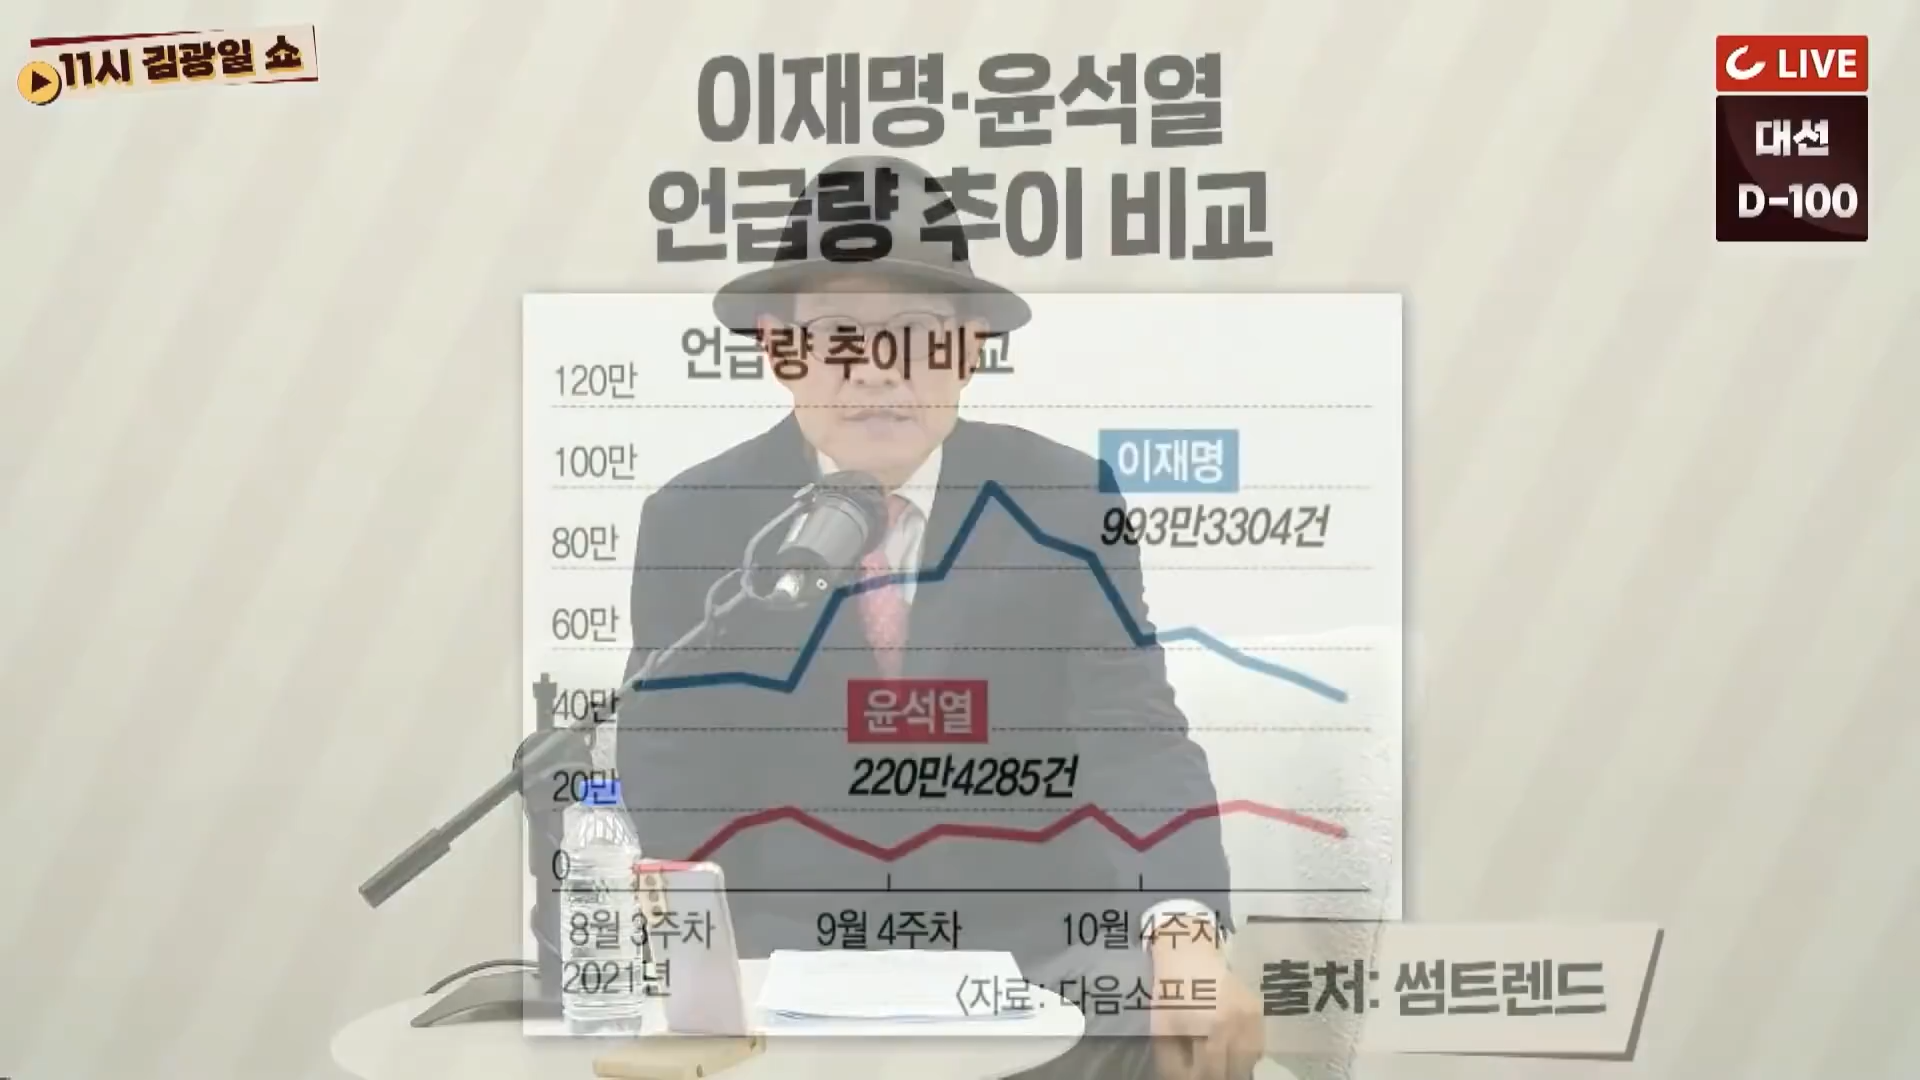 11시 김광일 쇼
LIVE
대선
D-100
이재명·윤석열
언급량 추이 비교
언급량 추이 비교
120만
100만
80만
60만
40만
20만
0
이재명
993만3304건
윤석열
220만4285건
8월 3주차
9월 4주차
10월 4주차
2021년
〈자료: 다음소프트
출처: 썸트렌드